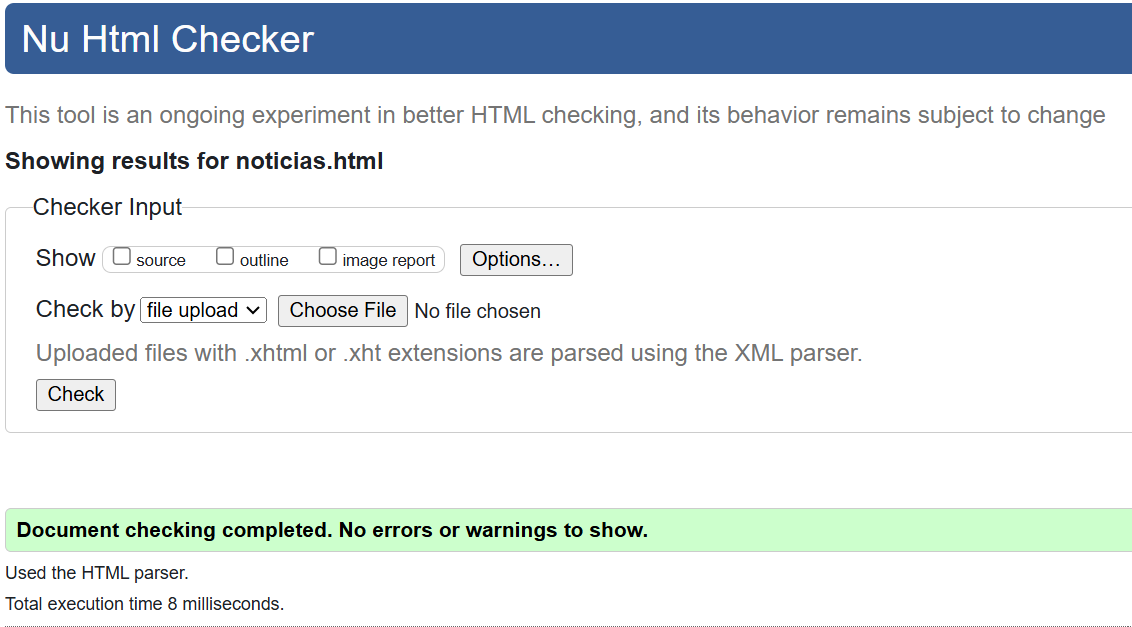 Nu Html Checker
This tool is an ongoing experiment in better HTML checking, and its behavior remains subject to change
Showing results for noticias.html
Checker Input
Show source outline image report Options…
Check by file upload Choose File No file chosen
Uploaded files with .xhtml or .xht extensions are parsed using the XML parser.
Check
Document checking completed. No errors or warnings to show.
Used the HTML parser.
Total execution time 8 milliseconds.